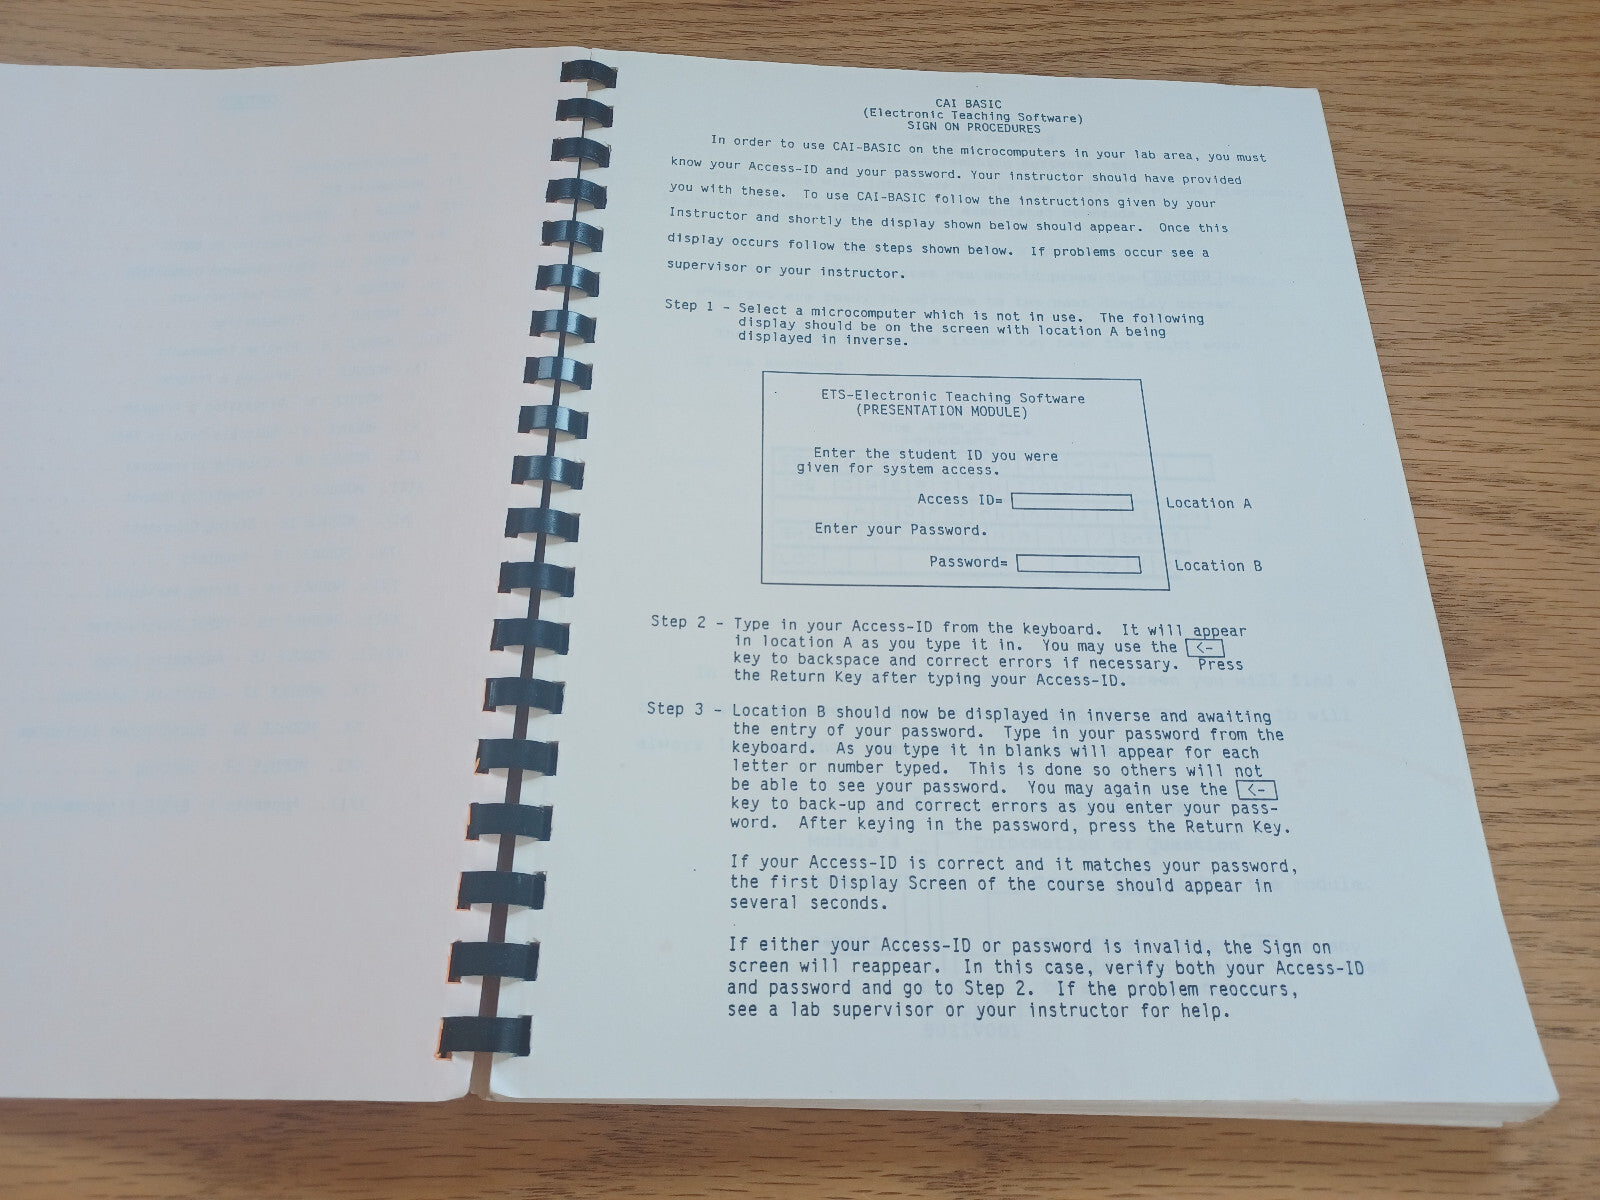 CAI BASIC
(Electronic Teaching Software)
SIGN ON PROCEDURES
In order to use CAI-BASIC on the microcomputers in your lab area, you must
know your Access-ID and your password. Your instructor should have provided
you with these. To use CAI-BASIC follow the instructions given by your
Instructor and shortly the display shown below should appear. Once this
display occurs follow the steps shown below. If problems occur see a
supervisor or your instructor.
Step 1 - Select a microcomputer which is not in use. The following
display should be on the screen with location A being
displayed in inverse.
ETS-Electronic Teaching Software
(PRESENTATION MODULE)
Enter the student ID you were
given for system access.
Access ID= Location A
Enter your Password.
Password= Location B
Step 2 - Type in your Access-ID from the keyboard. It will appear
in location A as you type it in. You may use the <-
key to backspace and correct errors if necessary. Press
the Return Key after typing your Access-ID.
Step 3 - Location B should now be displayed in inverse and awaiting
the entry of your password. Type in your password from the
keyboard. As you type it in blanks will appear for each
letter or number typed. This is done so others will not
be able to see your password. You may again use the <-
key to back-up and correct errors as you enter your pass-
word. After keying in the password, press the Return Key.
If your Access-ID is correct and it matches your password,
the first Display Screen of the course should appear in
several seconds.
If either your Access-ID or password is invalid, the Sign on
screen will reappear. In this case, verify both your Access-ID
and password and go to Step 2. If the problem reoccurs,
see a lab supervisor or your instructor for help.